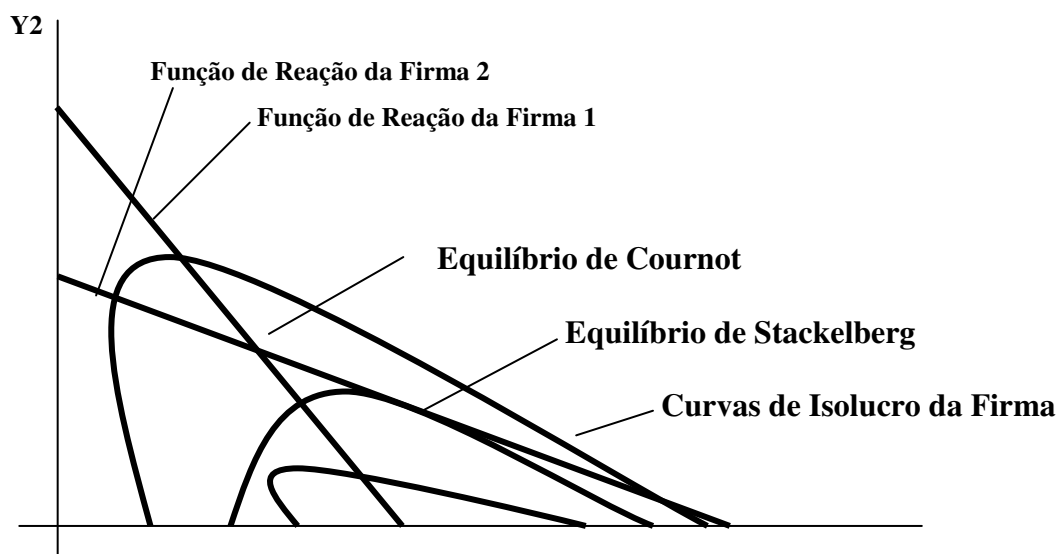 Y2
Função de Reação da Firma 2
Função de Reação da Firma 1
Equilíbrio de Cournot
Equilíbrio de Stackelberg
Curvas de Isolucro da Firma